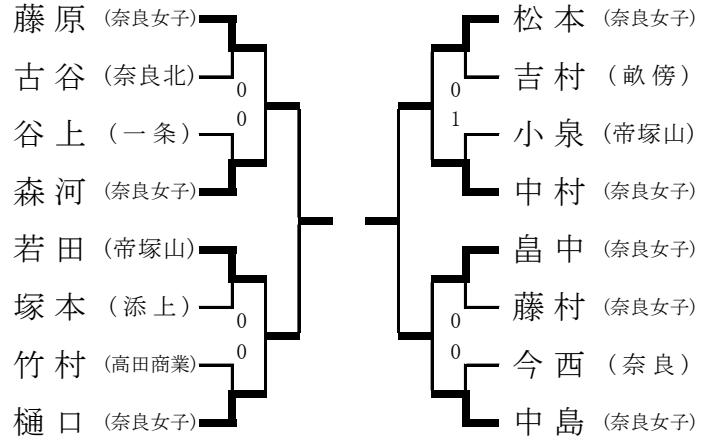 藤原 (奈良女子)
古谷 (奈良北)
0
0
谷上 (一条)
森河 (奈良女子)
若田 (帝塚山)
塚本 (添上)
0
0
竹村 (高田商業)
樋口 (奈良女子)
松本 (奈良女子)
吉村 (畝傍)
0
1
小泉 (帝塚山)
中村 (奈良女子)
畠中 (奈良女子)
藤村 (奈良女子)
0
0
今西 (奈良)
中島 (奈良女子)